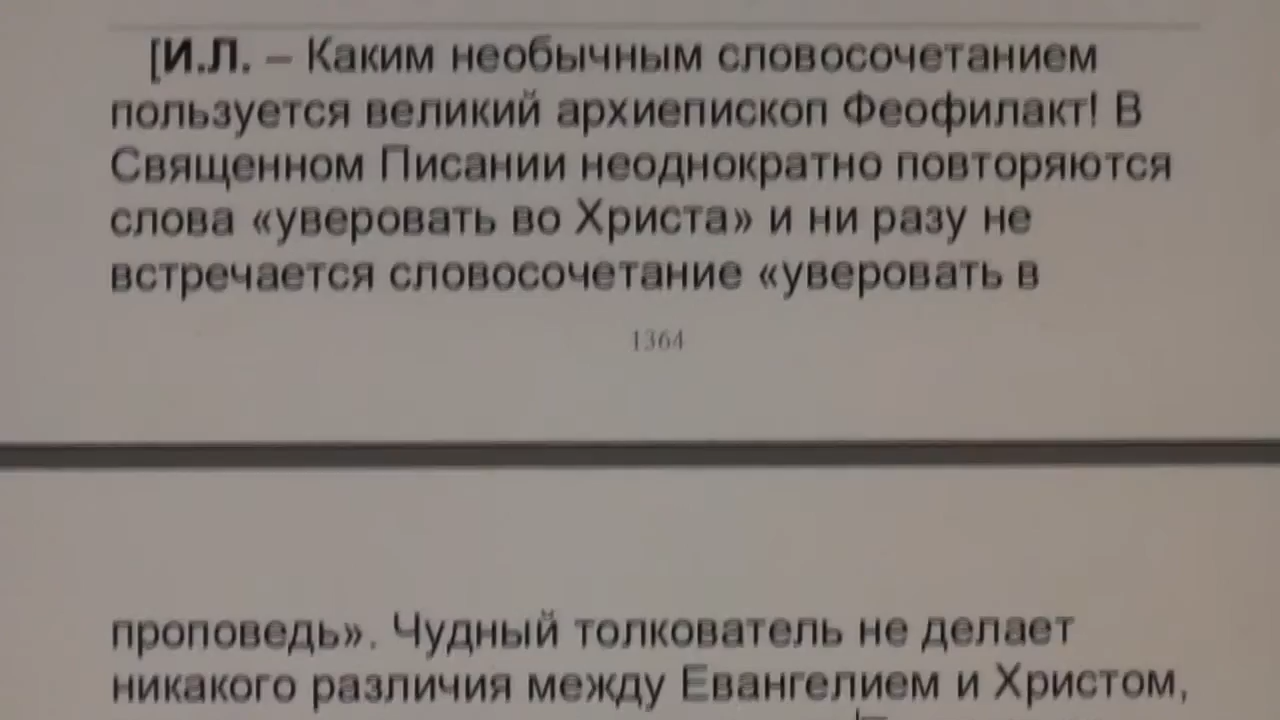 [И.Л. – Каким необычным словосочетанием
пользуется великий архиепископ Феофилакт! В
Священном Писании неоднократно повторяются
слова «уверовать во Христа» и ни разу не
встречается словосочетание «уверовать в
1364
проповедь». Чудный толкователь не делает
никакого различия между Евангелием и Христом,